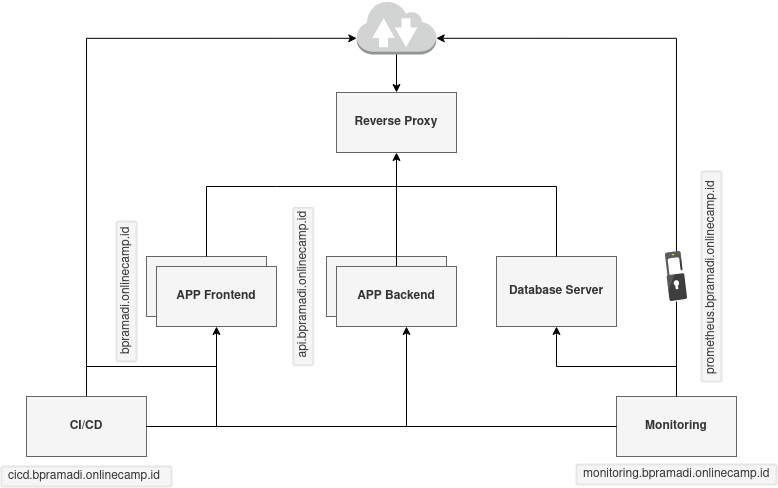 Reverse Proxy
bpramadi.onlinecamp.id
api.bpramadi.onlinecamp.id
prometheus.bpramadi.onlinecamp.id
APP Frontend
APP Backend
Database Server
CI/CD
Monitoring
cicd.bpramadi.onlinecamp.id
monitoring.bpramadi.onlinecamp.id